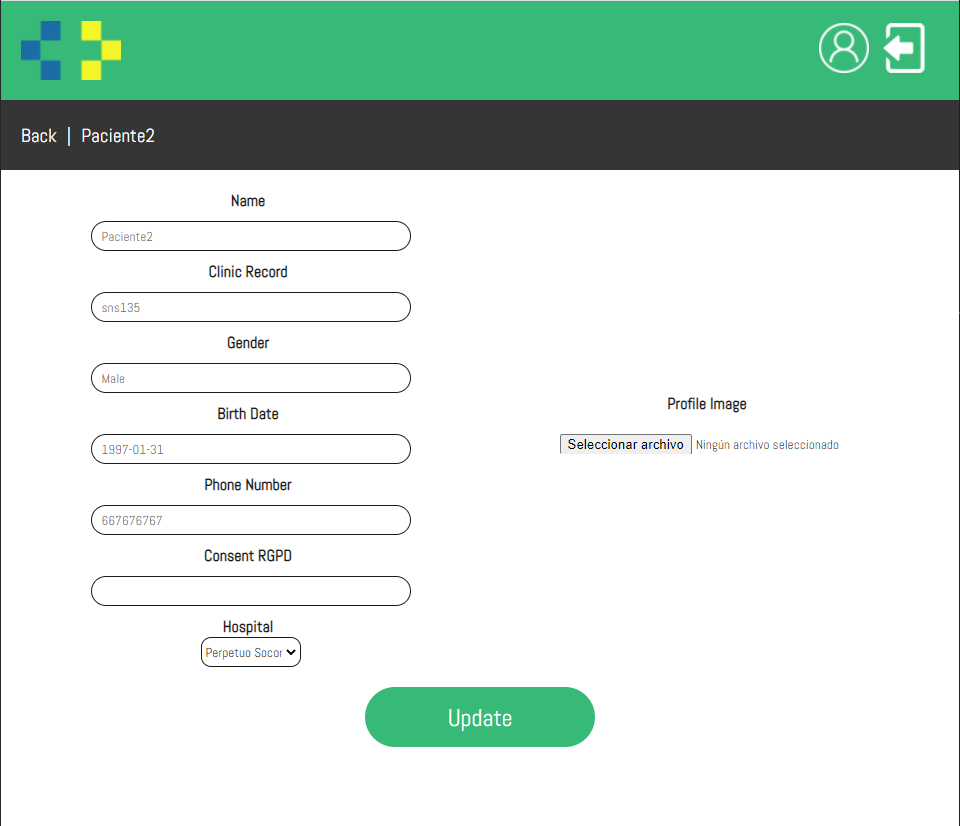 Back | Paciente2
Name
Paciente2
Clinic Record
sns135
Gender
Male
Birth Date
1997-01-31
Phone Number
667676767
Consent RGPD
Hospital
Perpetuo Socor
Profile Image
Seleccionar archivo Ningún archivo seleccionado
Update